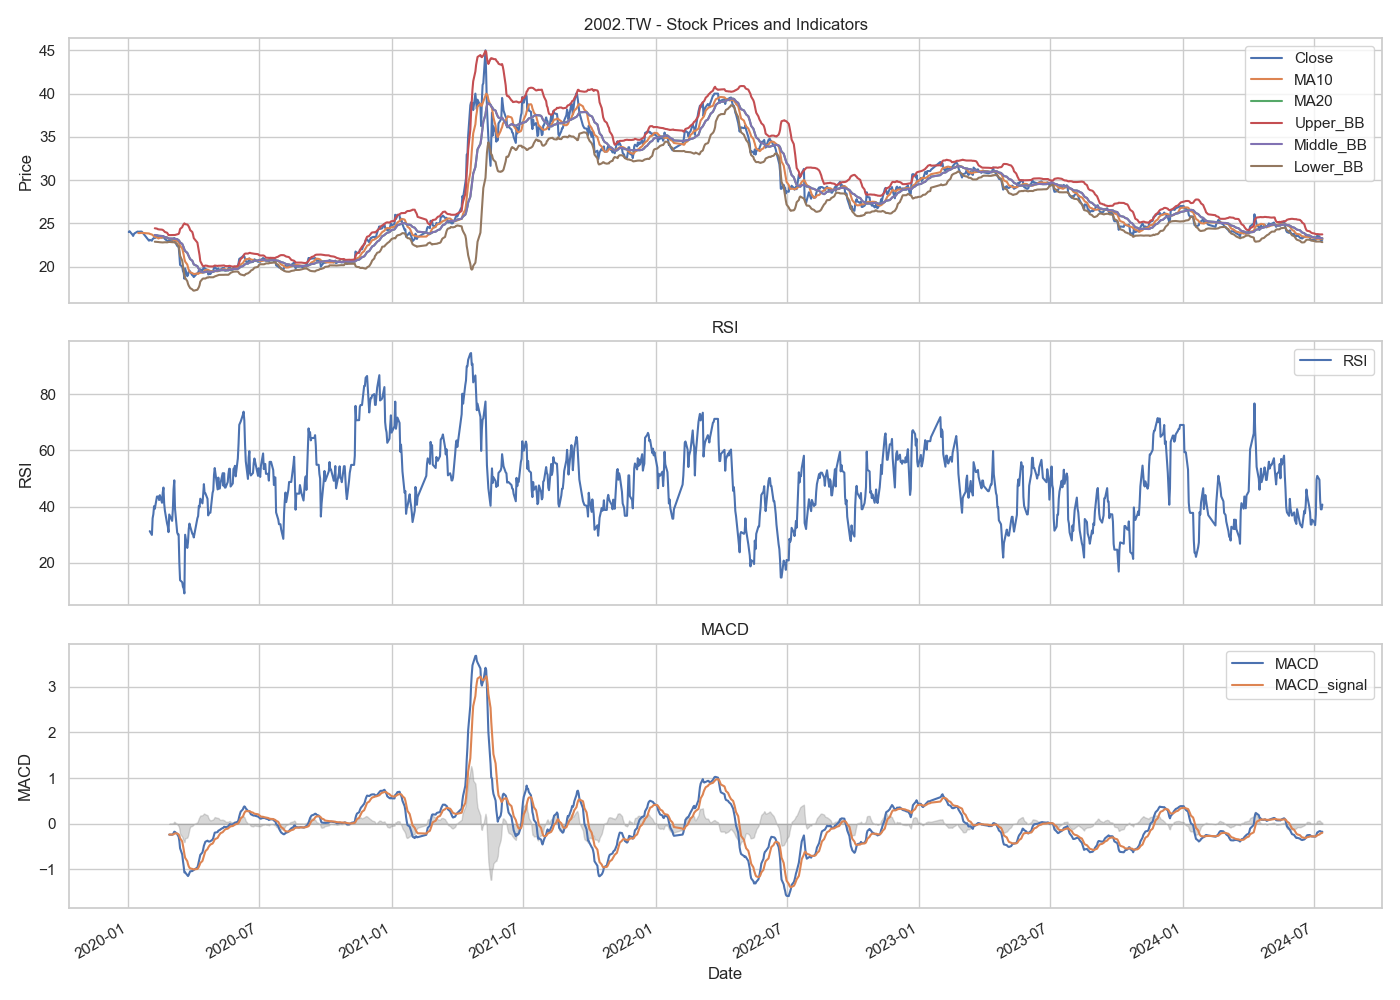 2002.TW - Stock Prices and Indicators
45
40
35
30
25
20
Price
Close
MA10
MA20
Upper_BB
Middle_BB
Lower_BB
RSI
80
60
40
20
RSI
RSI
MACD
3
2
1
0
−1
MACD
MACD
MACD_signal
2020-01
2020-07
2021-01
2021-07
2022-01
2022-07
2023-01
2023-07
2024-01
2024-07
Date